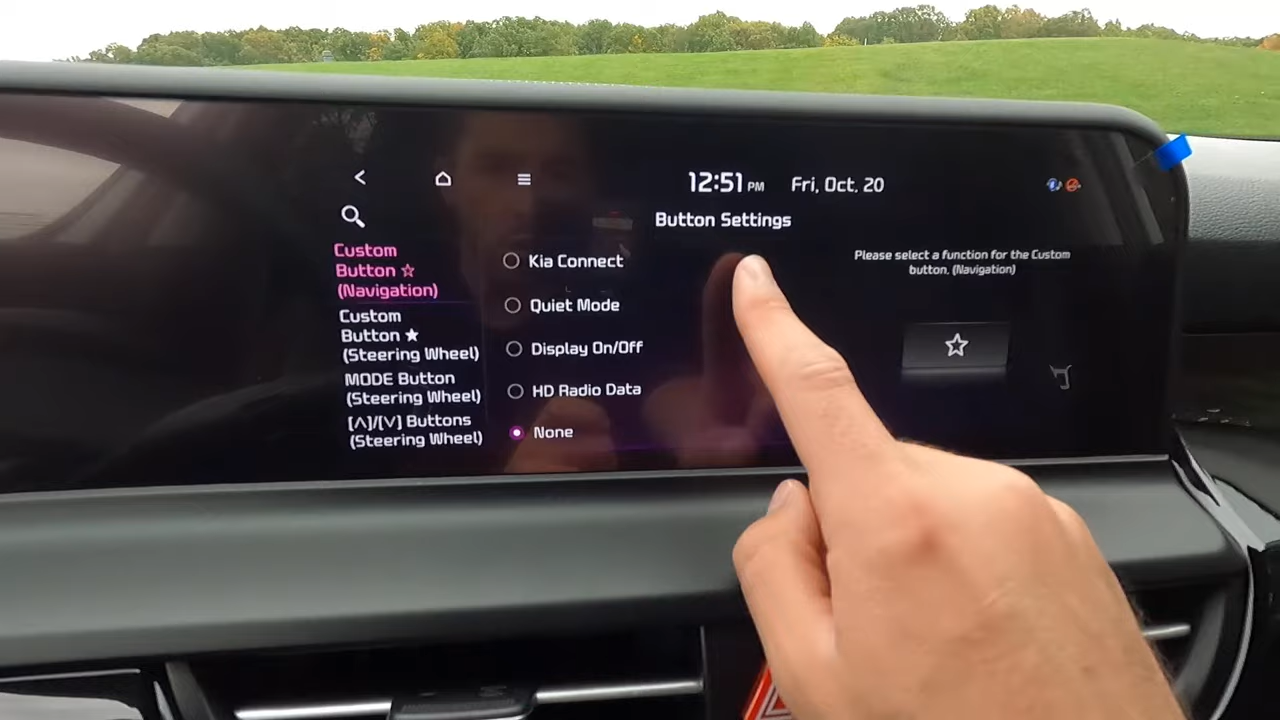 12:51 PM Fri, Oct, 20
Button Settings
Custom
Button ☆
(Navigation)
Custom
Button ★
(Steering Wheel)
MODE Button
(Steering Wheel)
[∧]/[∨] Buttons
(Steering Wheel)
Kia Connect
Quiet Mode
Display On/Off
HD Radio Data
None
Please select a function for the Custom
button, (Navigation)